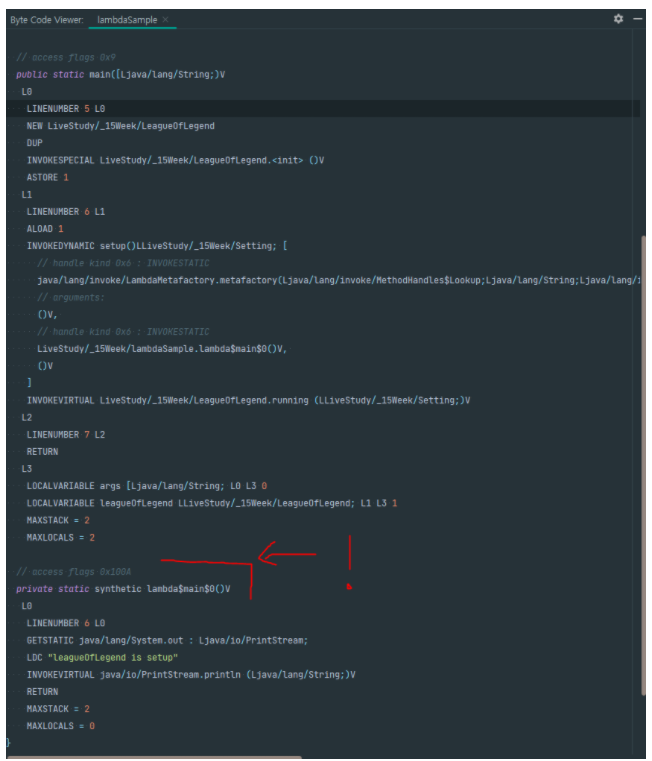 Byte Code Viewer: lambdaSample ×
// access flags 0x9
public static main([Ljava/lang/String;)V
L0
LINENUMBER 5 L0
NEW LiveStudy/_15Week/LeagueOfLegend
DUP
INVOKESPECIAL LiveStudy/_15Week/LeagueOfLegend.<init> ()V
ASTORE 1
L1
LINENUMBER 6 L1
ALOAD 1
INVOKEDYNAMIC setup()LLiveStudy/_15Week/Setting; [
// handle kind 0x6 : INVOKESTATIC
java/lang/invoke/LambdaMetafactory.metafactory(Ljava/lang/invoke/MethodHandles$Lookup;Ljava/lang/String;Ljava/lang/
// arguments:
()V,
// handle kind 0x6 : INVOKESTATIC
LiveStudy/_15Week/lambdaSample.lambda$main$0()V,
()V
]
INVOKEVIRTUAL LiveStudy/_15Week/LeagueOfLegend.running (LLiveStudy/_15Week/Setting;)V
L2
LINENUMBER 7 L2
RETURN
L3
LOCALVARIABLE args [Ljava/lang/String; L0 L3 0
LOCALVARIABLE leagueOfLegend LLiveStudy/_15Week/LeagueOfLegend; L1 L3 1
MAXSTACK = 2
MAXLOCALS = 2
!
// access flags 0x100A
private static synthetic lambda$main$0()V
L0
LINENUMBER 6 L0
GETSTATIC java/lang/System.out : Ljava/io/PrintStream;
LDC "leagueOfLegend is setup"
INVOKEVIRTUAL java/io/PrintStream.println (Ljava/lang/String;)V
RETURN
MAXSTACK = 2
MAXLOCALS = 0
}